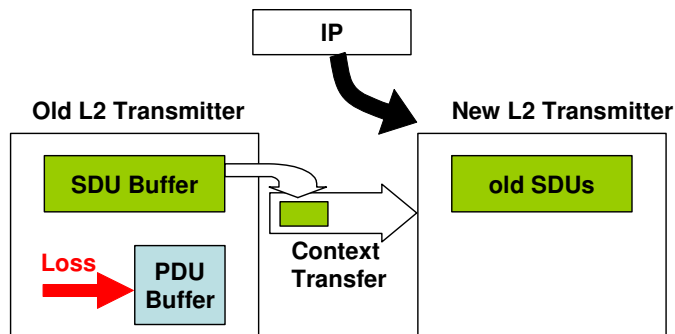 IP
Old L2 Transmitter
New L2 Transmitter
SDU Buffer
old SDUs
Context
Transfer
Loss
PDU
Buffer